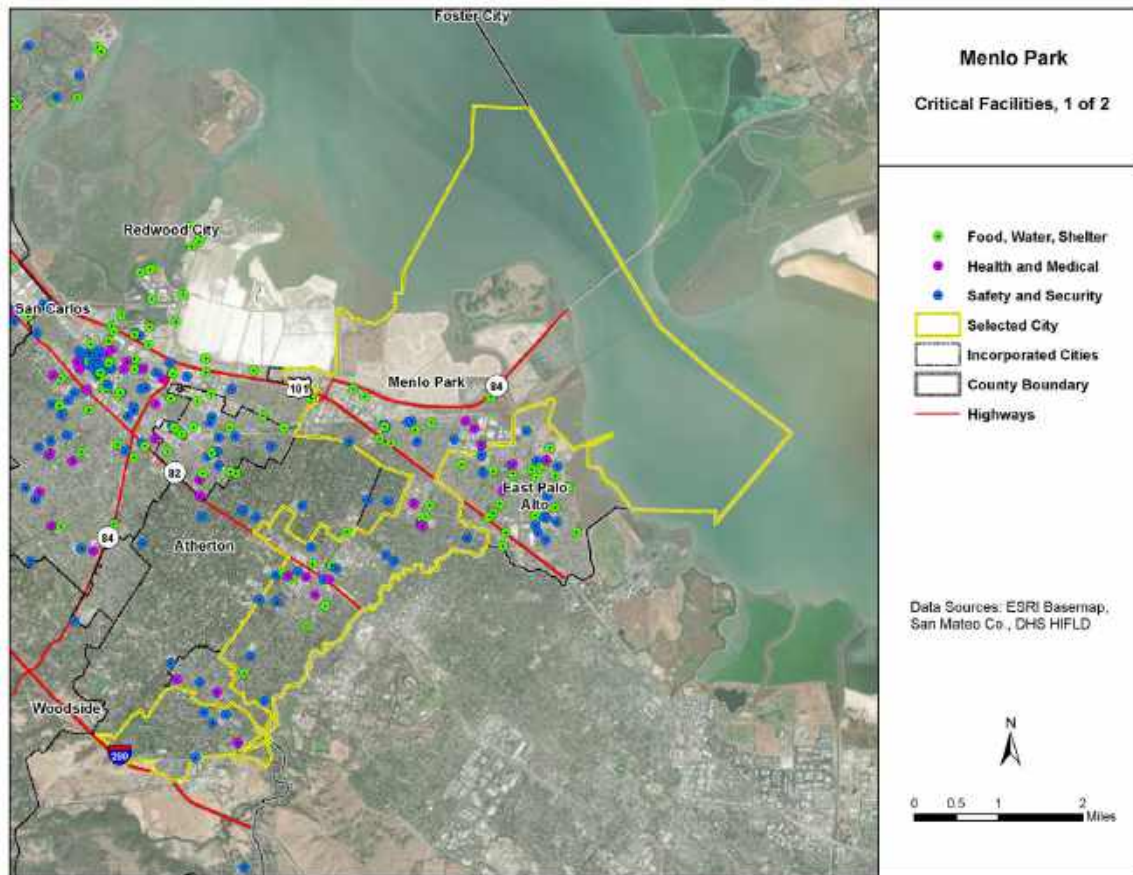 Foster City
Redwood City
San Carlos
101
Menlo Park
84
82
East Palo
Alto
84
Atherton
Woodside
280
Menlo Park
Critical Facilities, 1 of 2
Food, Water, Shelter
Health and Medical
Safety and Security
Selected City
Incorporated Cities
County Boundary
Highways
Data Sources: ESRI Basemap,
San Mateo Co., DHS HIFLD
N
0 0.5 1 2
Miles